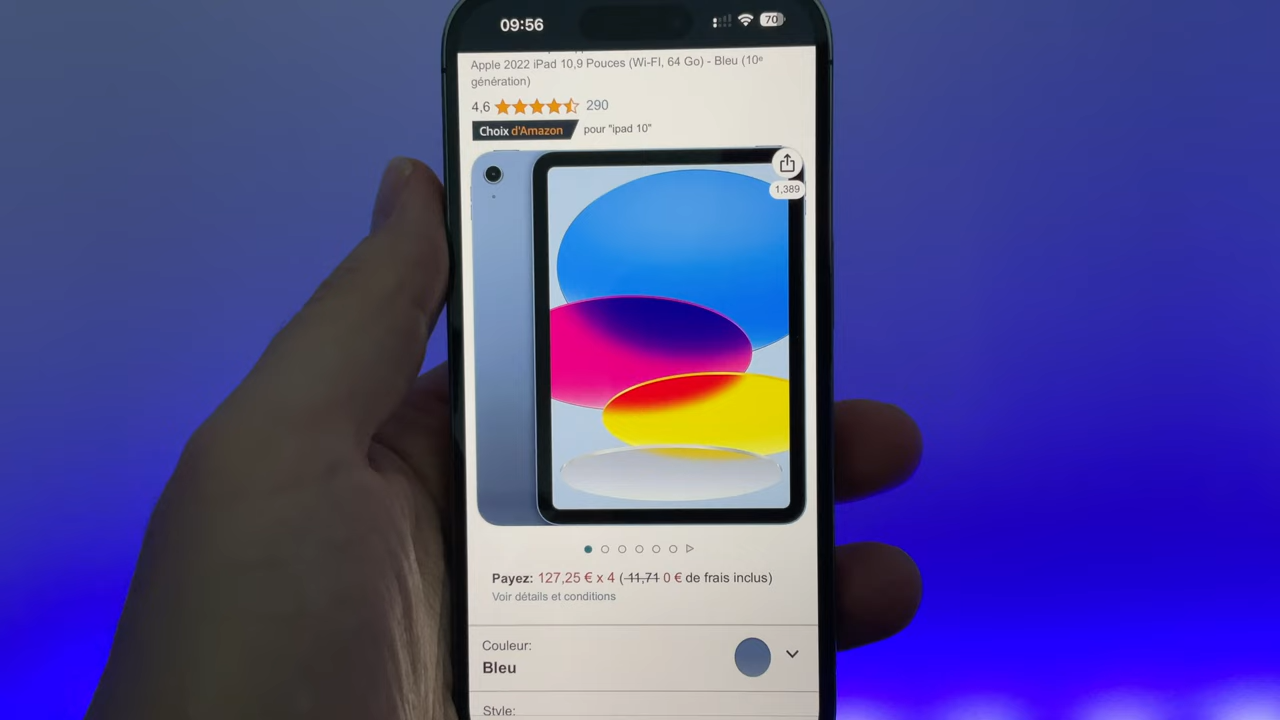 09:56
70
Apple 2022 iPad 10,9 Pouces (Wi-FI, 64 Go) - Bleu (10ᵉ
génération)
4,6 290
Choix d'Amazon pour "ipad 10"
1,389
Payez: 127,25 € x 4 (-11,71 0 € de frais inclus)
Voir détails et conditions
Couleur:
Bleu
Style: